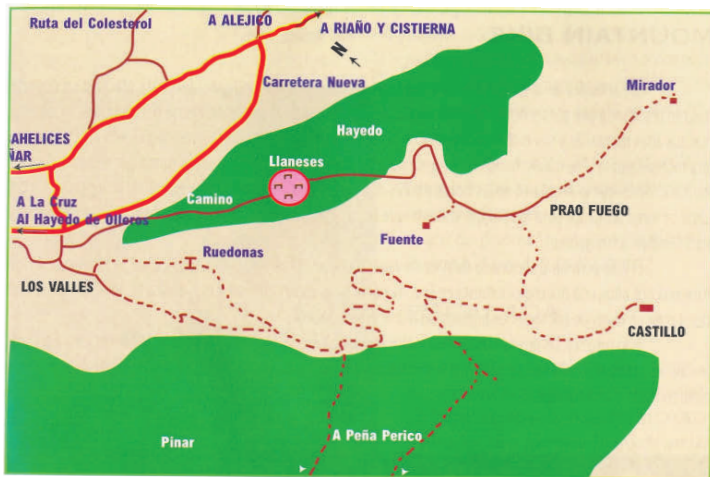 Ruta del Colesterol
A ALEJICO
A RIAÑO Y CISTIERNA
N
Carretera Nueva
Mirador
Hayedo
AHELICES
ÑAR
Llaneses
A La Cruz
Camino
Al Hayedo de Olleros
PRAO FUEGO
Fuente
Ruedonas
LOS VALLES
CASTILLO
Pinar
A Peña Perico